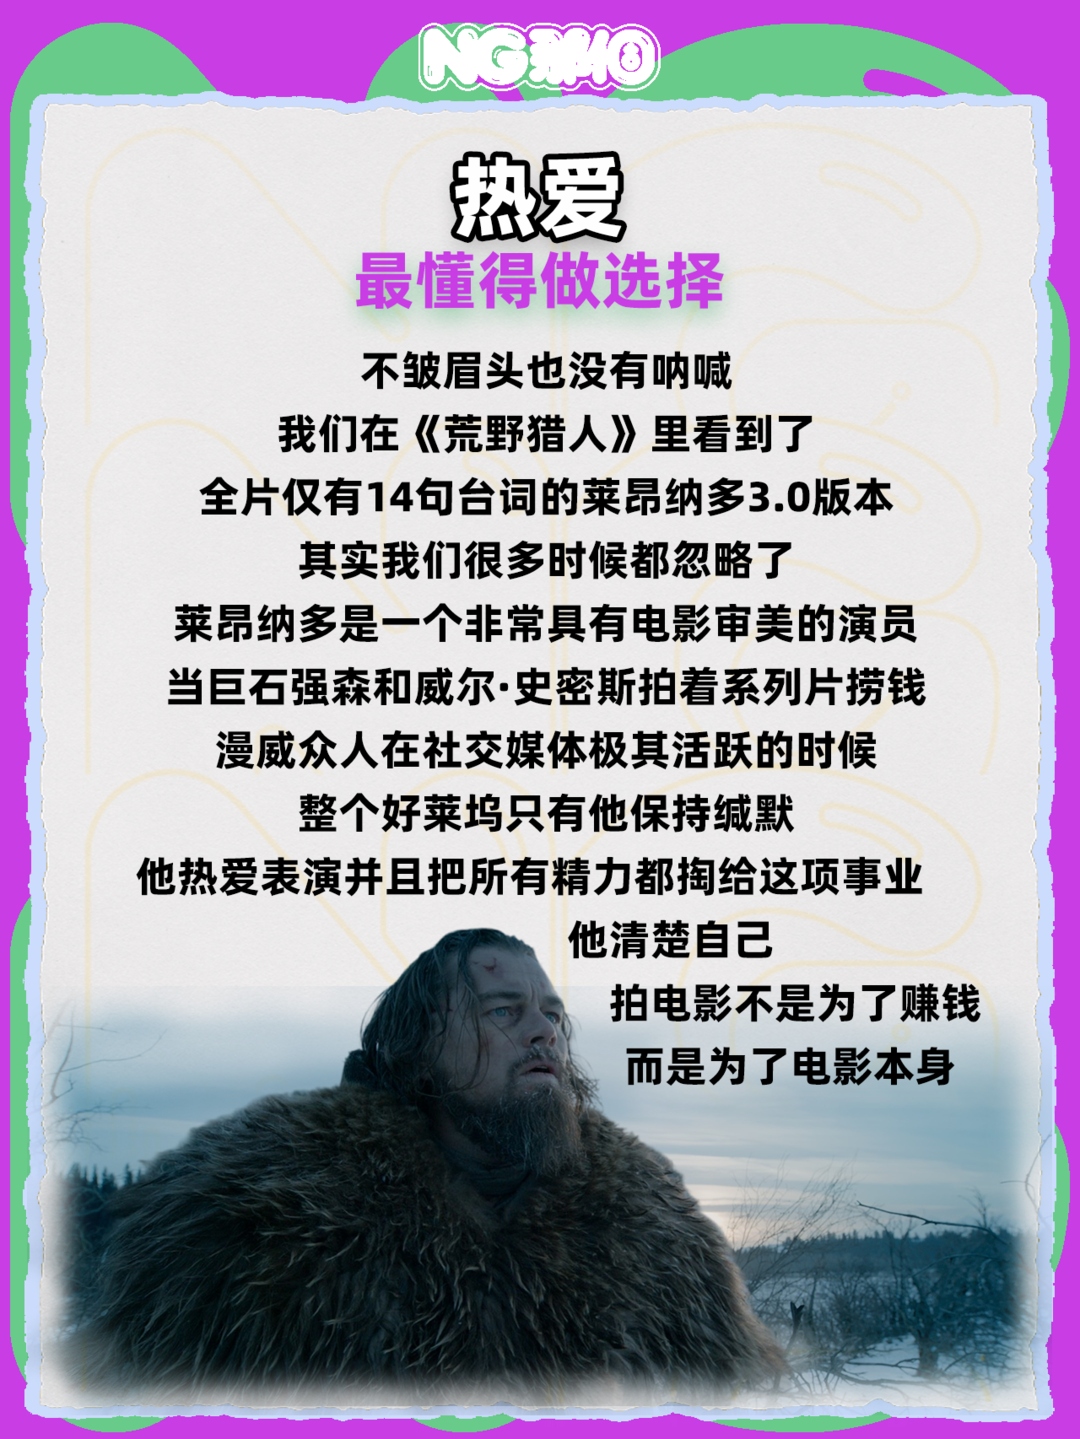 热爱
最懂得做选择
不皱眉头也没有呐喊
我们在《荒野猎人》里看到了
全片仅有14句台词的莱昂纳多3.0版本
其实我们很多时候都忽略了
莱昂纳多是一个非常具有电影审美的演员
当巨石强森和威尔·史密斯拍着系列片捞钱
漫威众人在社交媒体极其活跃的时候
整个好莱坞只有他保持缄默
他热爱表演并且把所有精力都掏给这项事业
他清楚自己
拍电影不是为了赚钱
而是为了电影本身